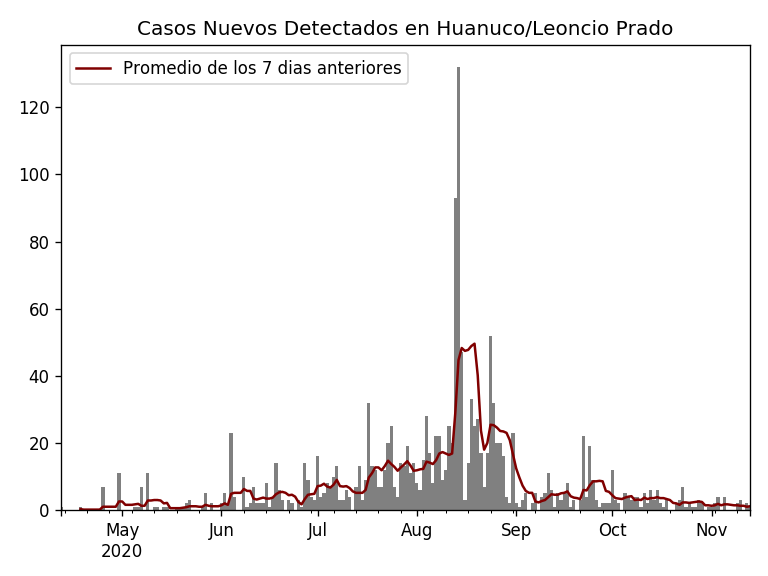 Casos Nuevos Detectados en Huanuco/Leoncio Prado
Promedio de los 7 dias anteriores
120
100
80
60
40
20
0
May Jun Jul Aug Sep Oct Nov
2020